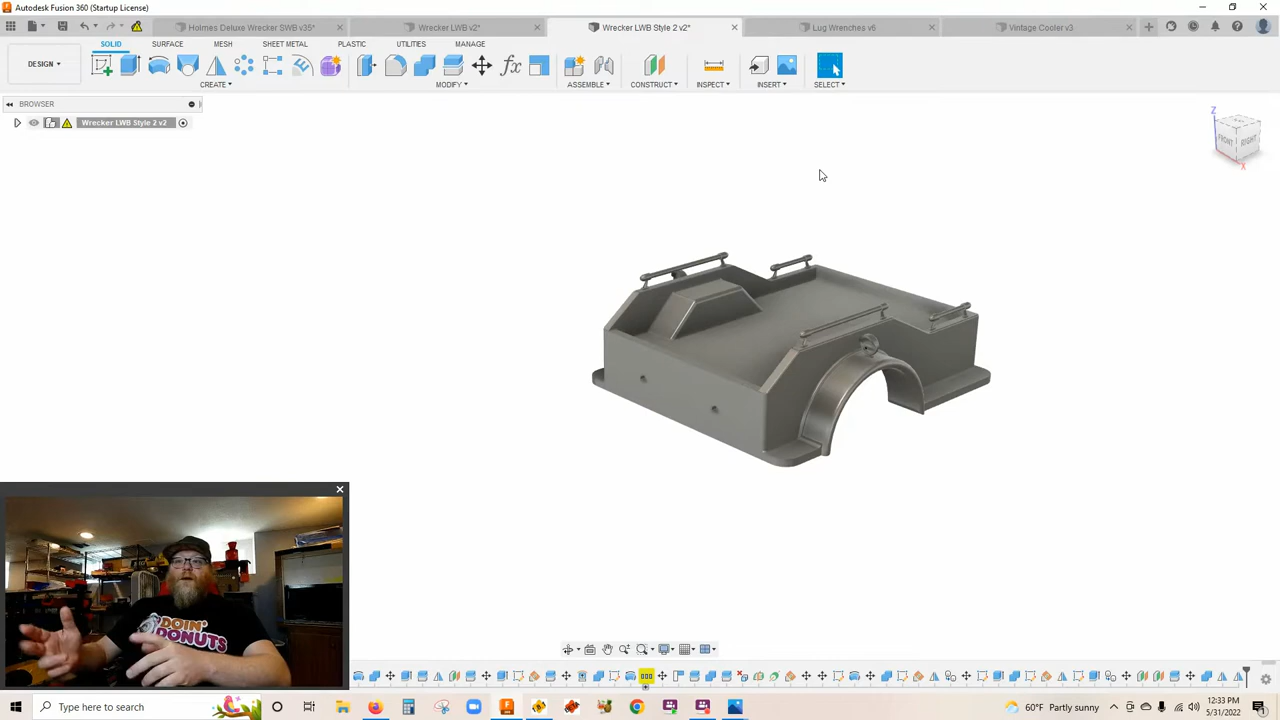 Autodesk Fusion 360 (Startup License)
Holmes Deluxe Wrecker SWB v35*
Wrecker LWB v2*
Wrecker LWB Style 2 v2*
Lug Wrenches v6
Vintage Cooler v3
SOLID SURFACE MESH SHEET METAL PLASTIC UTILITIES MANAGE
DESIGN
CREATE MODIFY ASSEMBLE CONSTRUCT INSPECT INSERT SELECT
BROWSER
Wrecker LWB Style 2 v2
Z
FRONT RIGHT
X
DOIN'
DONUTS
Type here to search
60°F Partly sunny
12:33 PM
5/31/2022